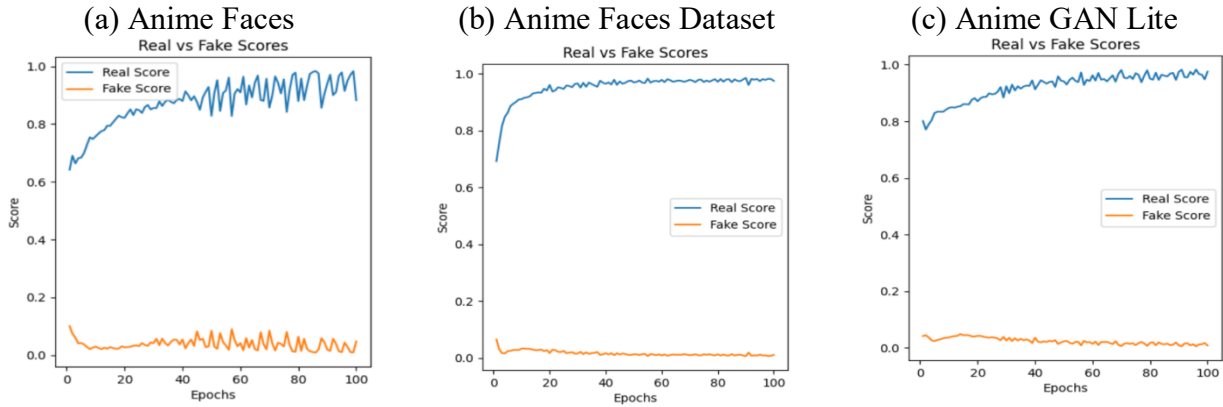 (a) Anime Faces
Real vs Fake Scores
1.0
0.8
0.6
0.4
0.2
0.0
Score
Real Score
Fake Score
0 20 40 60 80 100
Epochs
(b) Anime Faces Dataset
Real vs Fake Scores
1.0
0.8
0.6
0.4
0.2
0.0
Score
Real Score
Fake Score
0 20 40 60 80 100
Epochs
(c) Anime GAN Lite
Real vs Fake Scores
1.0
0.8
0.6
0.4
0.2
0.0
Score
Real Score
Fake Score
0 20 40 60 80 100
Epochs